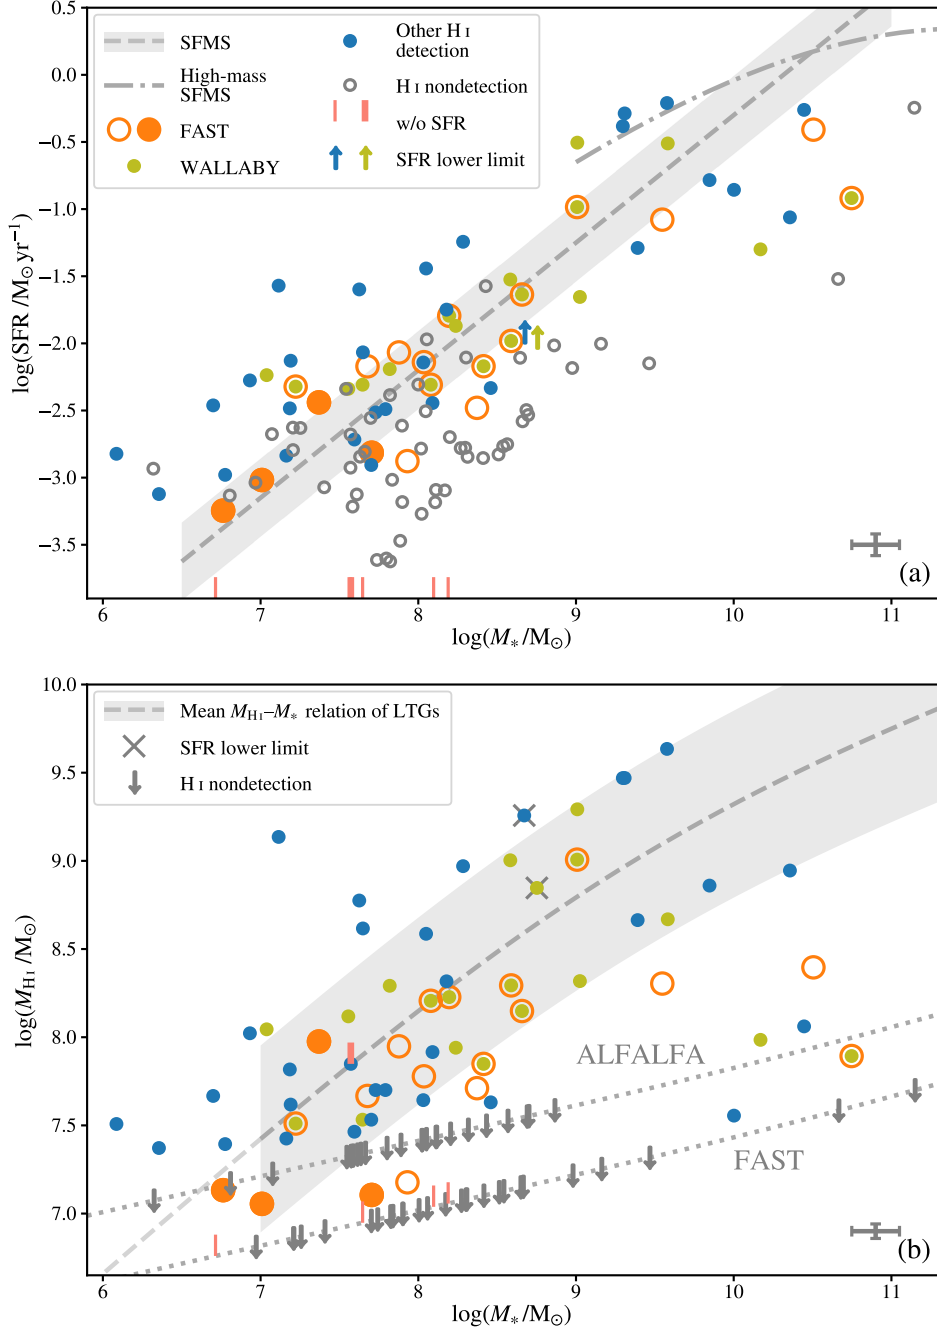 0.5
0.0
−0.5
−1.0
−1.5
−2.0
−2.5
−3.0
−3.5
log(SFR /M⊙ yr⁻¹)
SFMS
High-mass
SFMS
FAST
WALLABY
Other H I
detection
H I nondetection
w/o SFR
SFR lower limit
(a)
6 7 8 9 10 11
log(M*/M⊙)
10.0
9.5
9.0
8.5
8.0
7.5
7.0
log(M_HI /M⊙)
Mean M_HI–M* relation of LTGs
SFR lower limit
H I nondetection
ALFALFA
FAST
(b)
6 7 8 9 10 11
log(M*/M⊙)